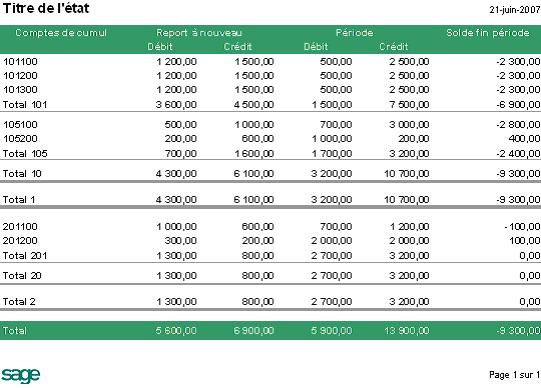 Titre de l'état 21-juin-2007
Comptes de cumul Report à nouveau Période Solde fin période
Débit Crédit Débit Crédit
101100 1 200,00 1 500,00 500,00 2 500,00 -2 300,00
101200 1 200,00 1 500,00 500,00 2 500,00 -2 300,00
101300 1 200,00 1 500,00 500,00 2 500,00 -2 300,00
Total 101 3 600,00 4 500,00 1 500,00 7 500,00 -6 900,00
105100 500,00 1 000,00 700,00 3 000,00 -2 800,00
105200 200,00 600,00 1 000,00 200,00 400,00
Total 105 700,00 1 600,00 1 700,00 3 200,00 -2 400,00
Total 10 4 300,00 6 100,00 3 200,00 10 700,00 -9 300,00
Total 1 4 300,00 6 100,00 3 200,00 10 700,00 -9 300,00
201100 1 000,00 600,00 700,00 1 200,00 -100,00
201200 300,00 200,00 2 000,00 2 000,00 100,00
Total 201 1 300,00 800,00 2 700,00 3 200,00 0,00
Total 20 1 300,00 800,00 2 700,00 3 200,00 0,00
Total 2 1 300,00 800,00 2 700,00 3 200,00 0,00
Total 5 600,00 6 900,00 5 900,00 13 900,00 -9 300,00
sage Page 1 sur 1